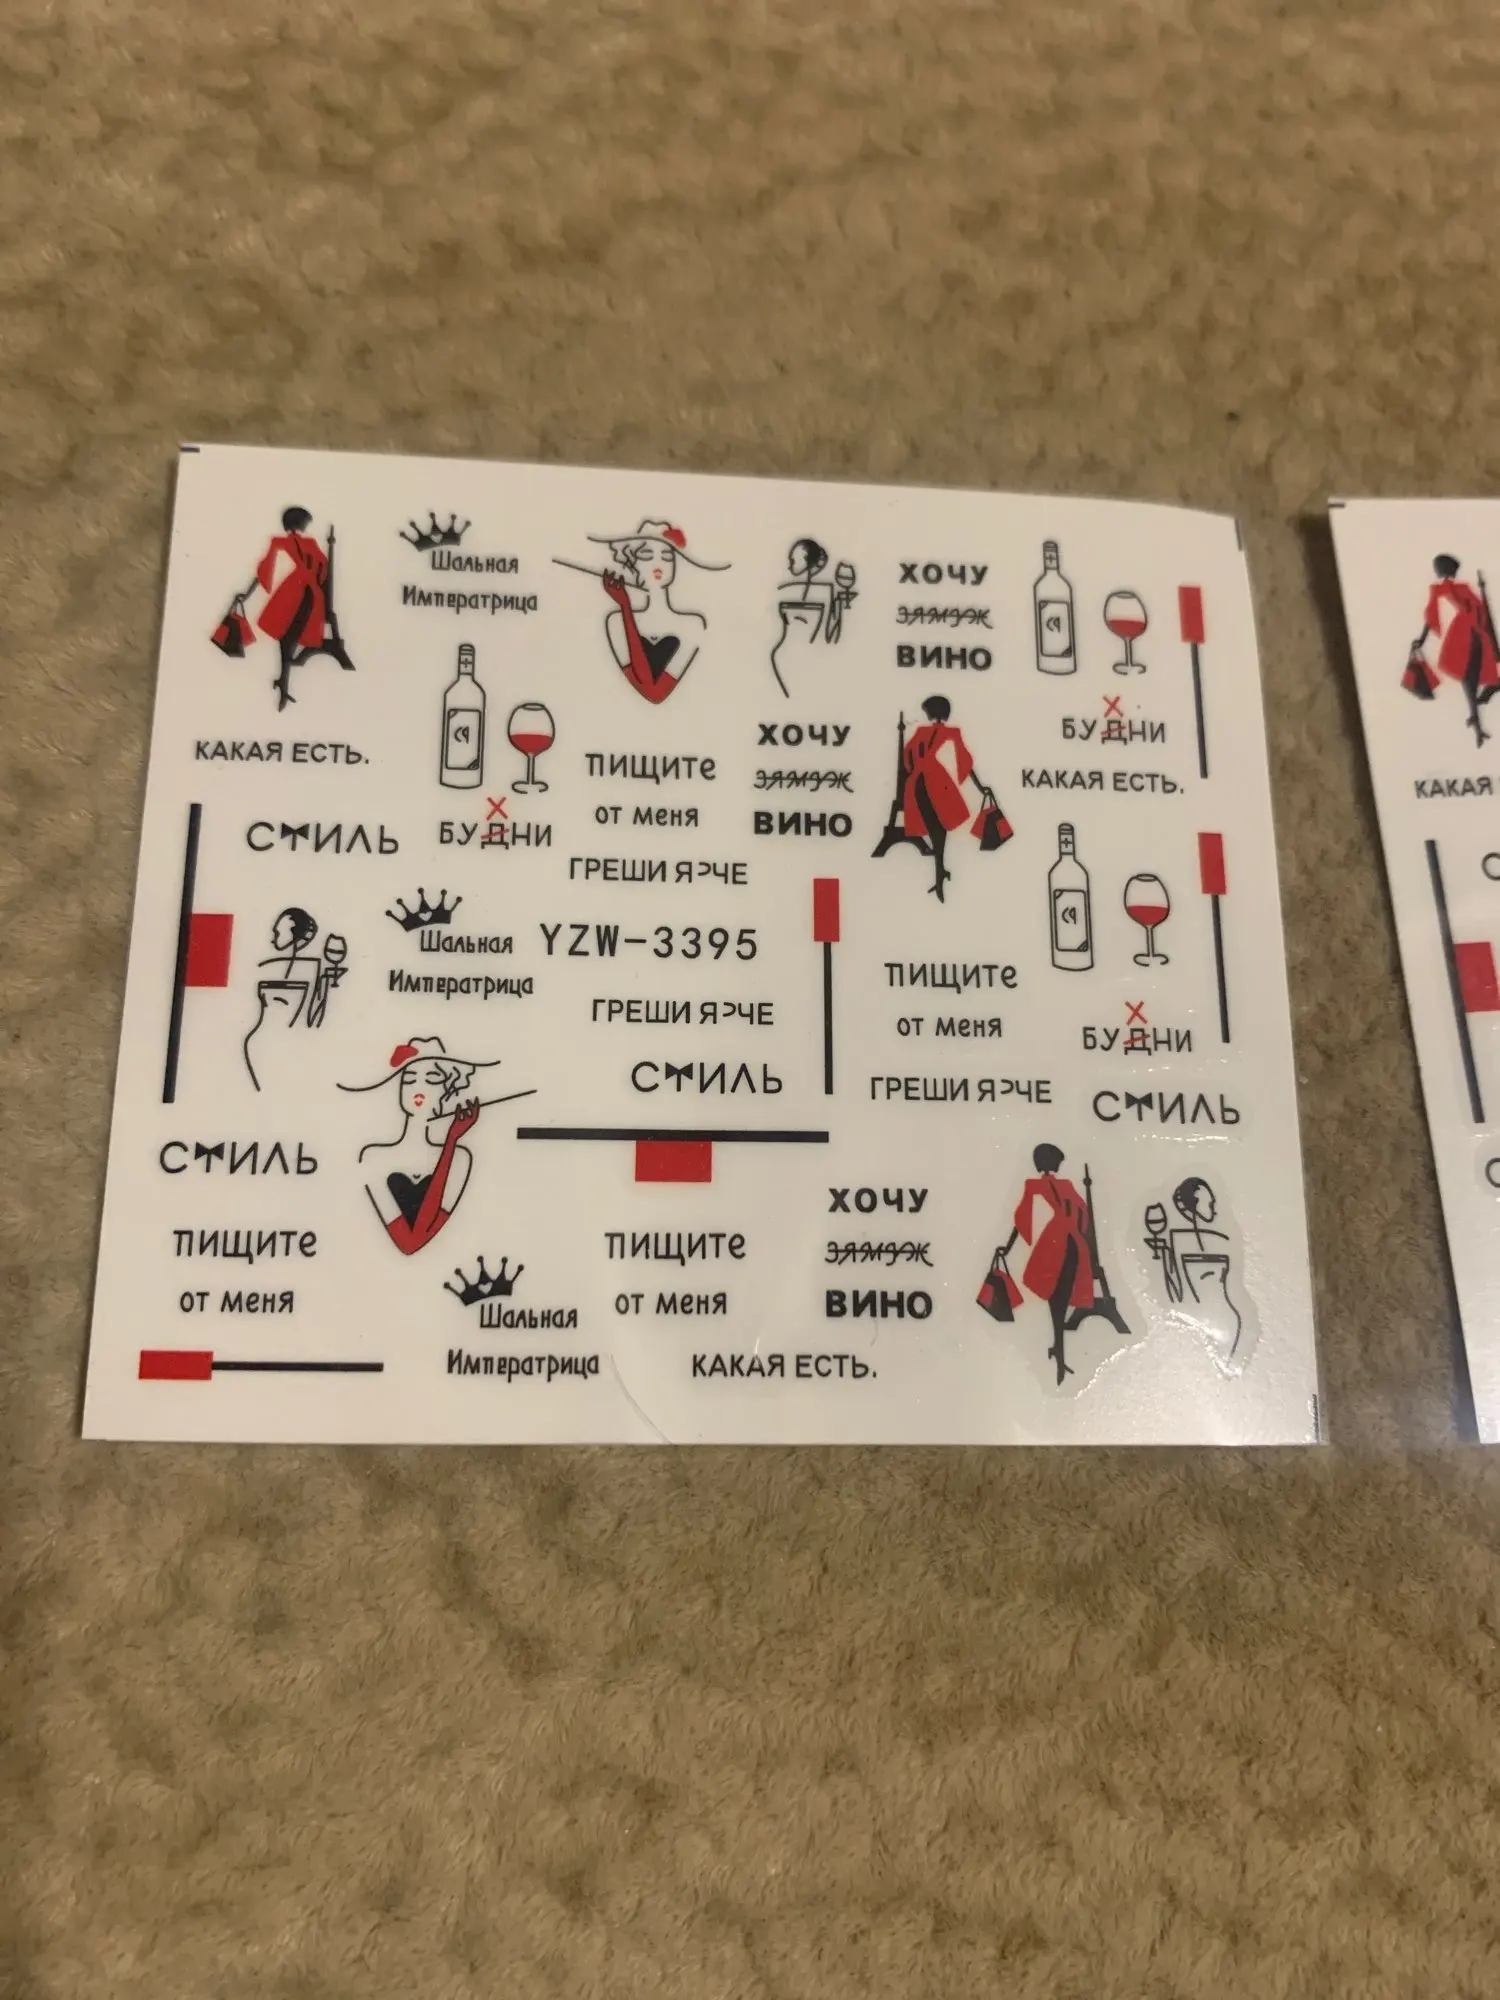 Шальная
Императрица
ХОЧУ
ЗАМУЖ
ВИНО
БУДНИ
КАКАЯ ЕСТЬ.
ПИЩИТЕ
от меня
ХОЧУ
ЗАМУЖ
ВИНО
КАКАЯ ЕСТЬ.
КАКАЯ
СТИЛЬ
БУДНИ
ГРЕШИ ЯРЧЕ
Шальная
Императрица
YZW-3395
ГРЕШИ ЯРЧЕ
ПИЩИТЕ
от меня
БУДНИ
СТИЛЬ
ГРЕШИ ЯРЧЕ
СТИЛЬ
СТИЛЬ
ПИЩИТЕ
от меня
Шальная
Императрица
ПИЩИТЕ
от меня
ХОЧУ
ЗАМУЖ
ВИНО
КАКАЯ ЕСТЬ.